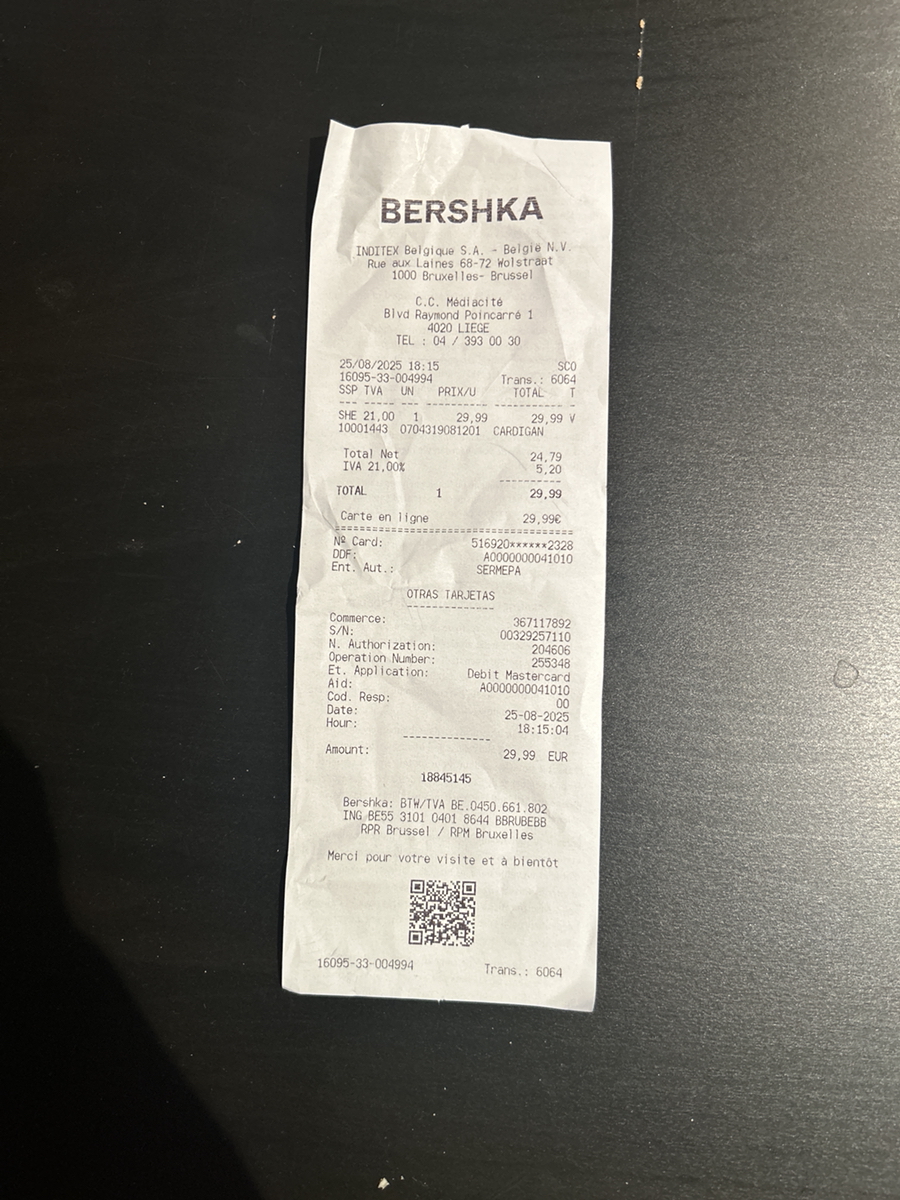 BERSHKA
INDITEX Belgique S.A. - België N.V.
Rue aux Laines 68-72 Wolstraat
1000 Bruxelles- Brussel
C.C. Médiacité
Blvd Raymond Poincarré 1
4020 LIEGE
TEL : 04 / 393 00 30
25/08/2025 18:15 SCO
16095-33-004994 Trans.: 6064
SSP TVA UN PRIX/U TOTAL T
SHE 21,00 1 29,99 29,99 V
10001443 0704319081201 CARDIGAN
Total Net 24,79
IVA 21,00% 5,20
TOTAL 1 29,99
Carte en ligne 29,99€
Nº Card: 516920******2328
DDF: A0000000041010
Ent. Aut.: SERMEPA
OTRAS TARJETAS
Commerce: 367117892
S/N: 00329257110
N. Authorization: 204606
Operation Number: 255348
Et. Application: Debit Mastercard
Aid: A0000000041010
Cod. Resp: 00
Date: 25-08-2025
Hour: 18:15:04
Amount: 29,99 EUR
18845145
Bershka: BTW/TVA BE.0450.661.802
ING BE55 3101 0401 8644 BBRUBEBB
RPR Brussel / RPM Bruxelles
Merci pour votre visite et à bientôt
16095-33-004994 Trans.: 6064